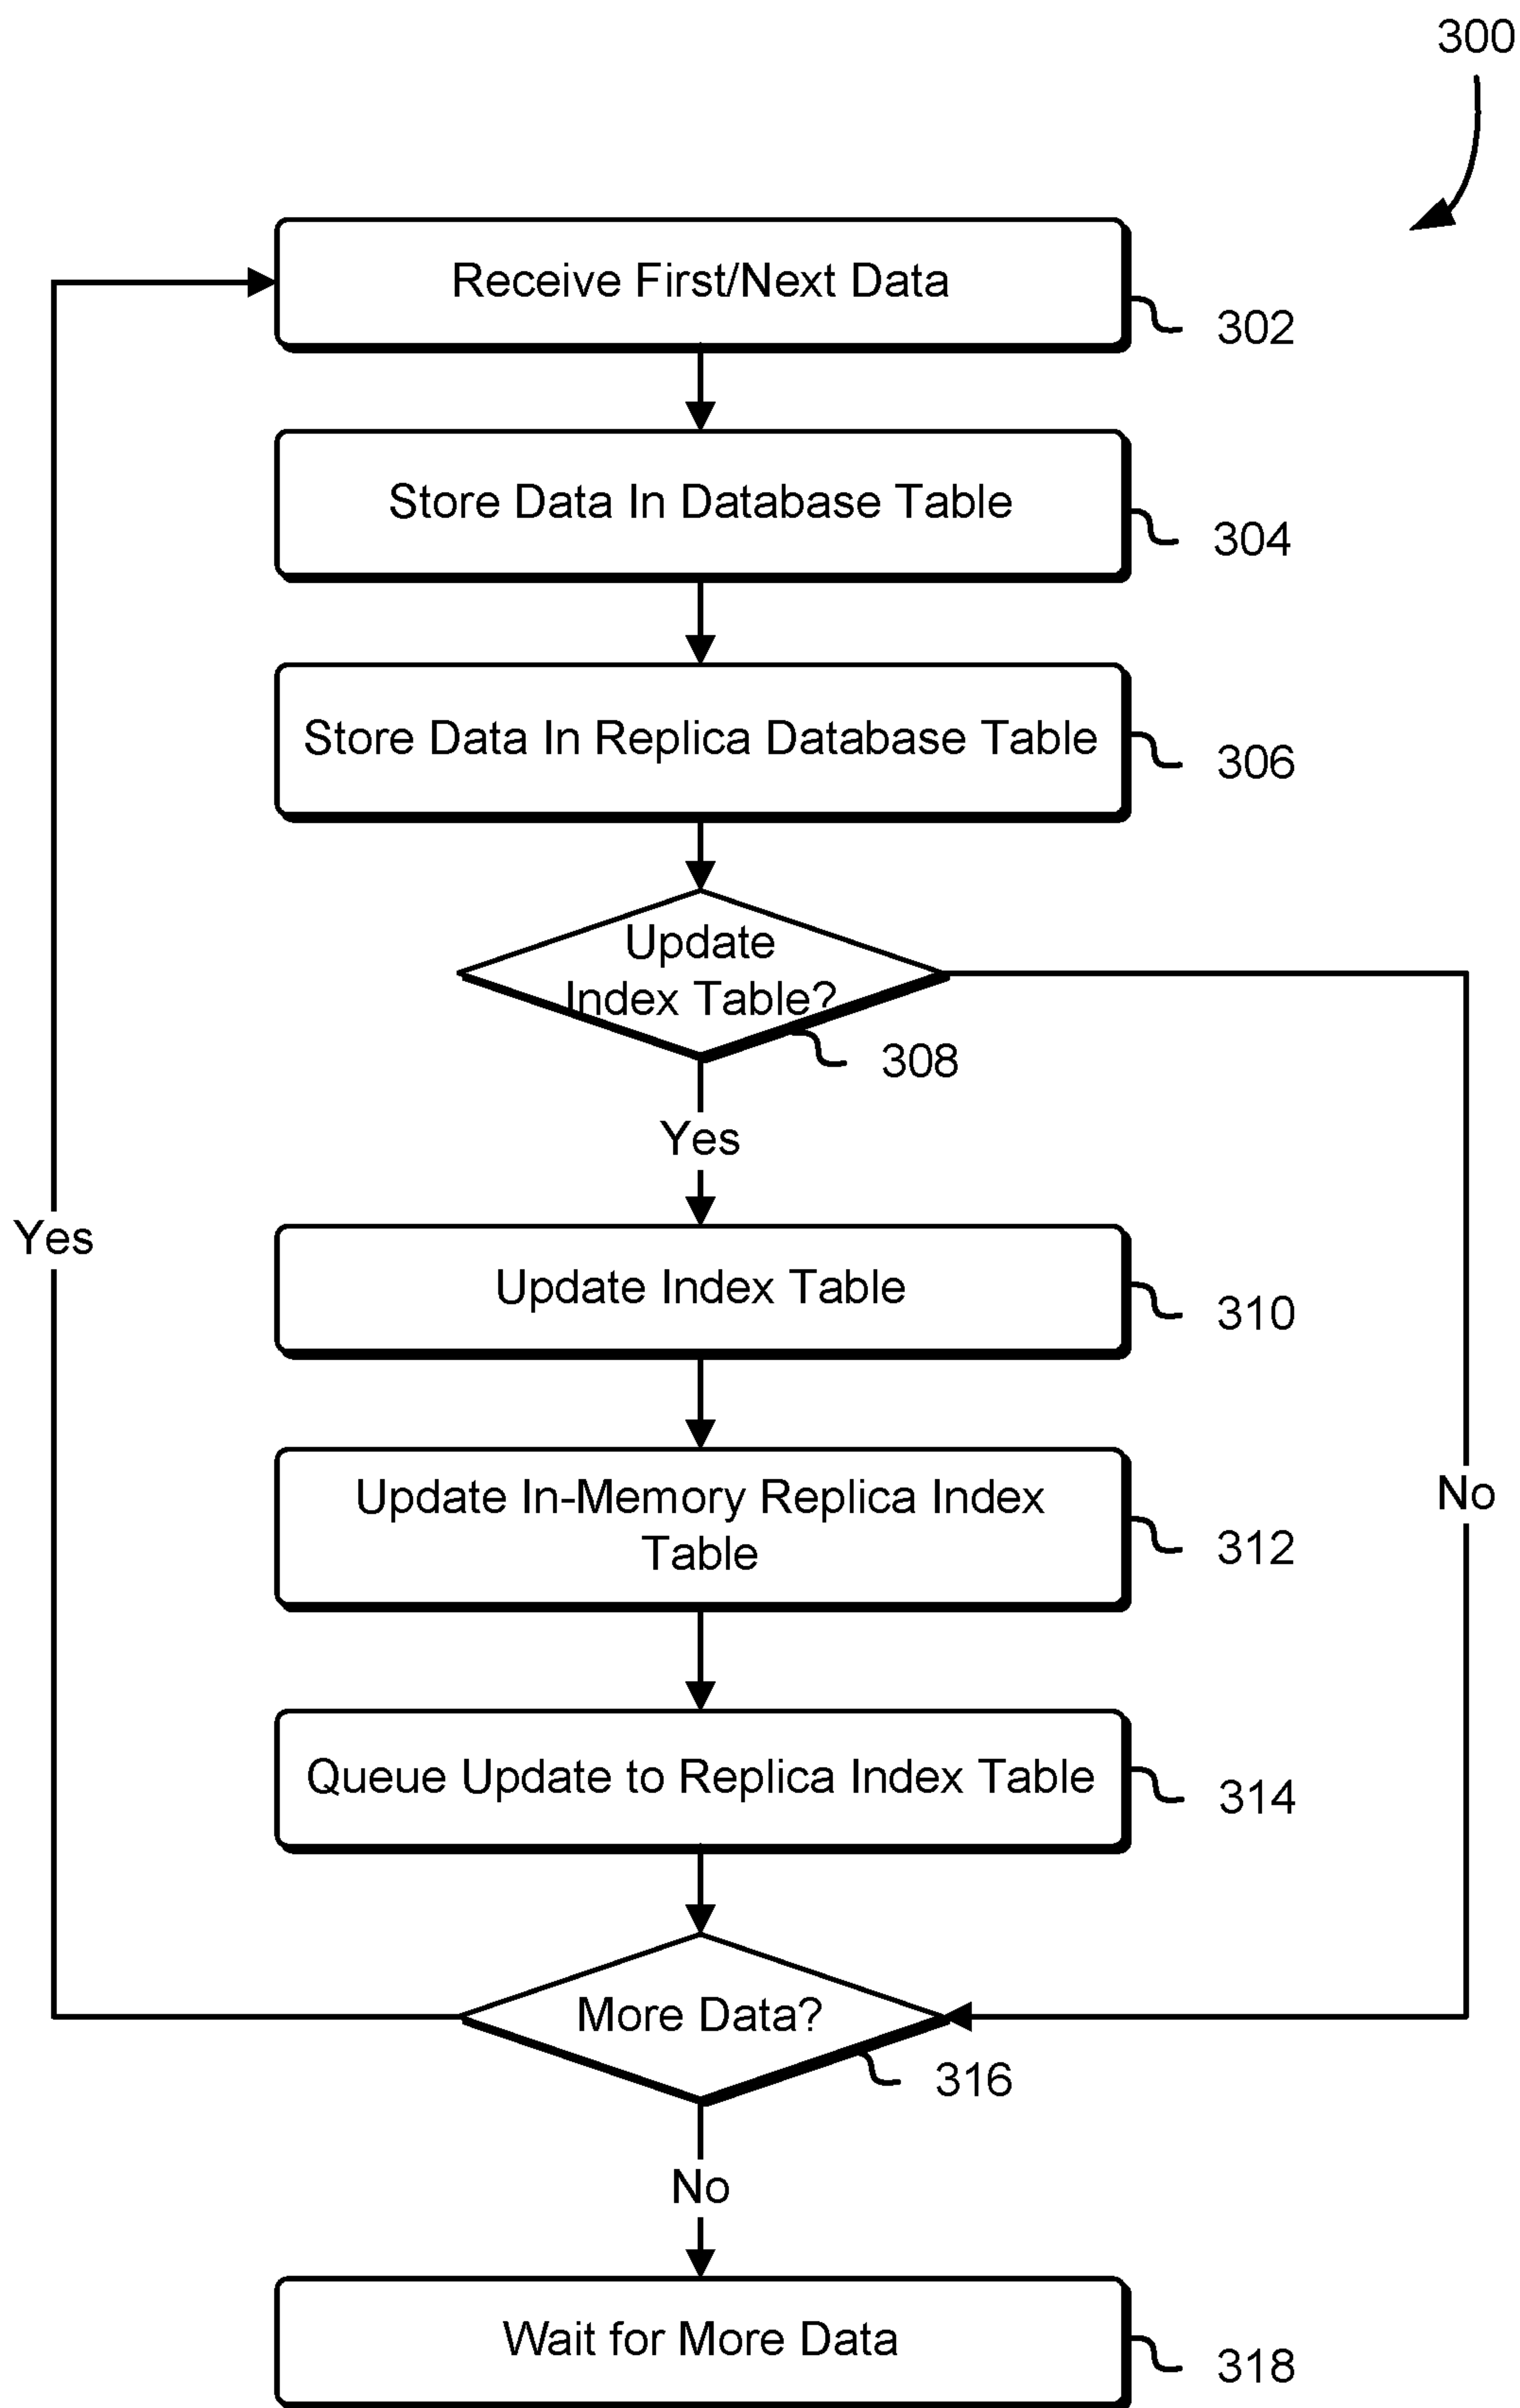 300
Receive First/Next Data
302
Store Data In Database Table
304
Store Data In Replica Database Table
306
Update
Index Table?
308
Yes
Yes
Update Index Table
310
Update In-Memory Replica Index
Table
312
No
Queue Update to Replica Index Table
314
More Data?
316
No
Wait for More Data
318